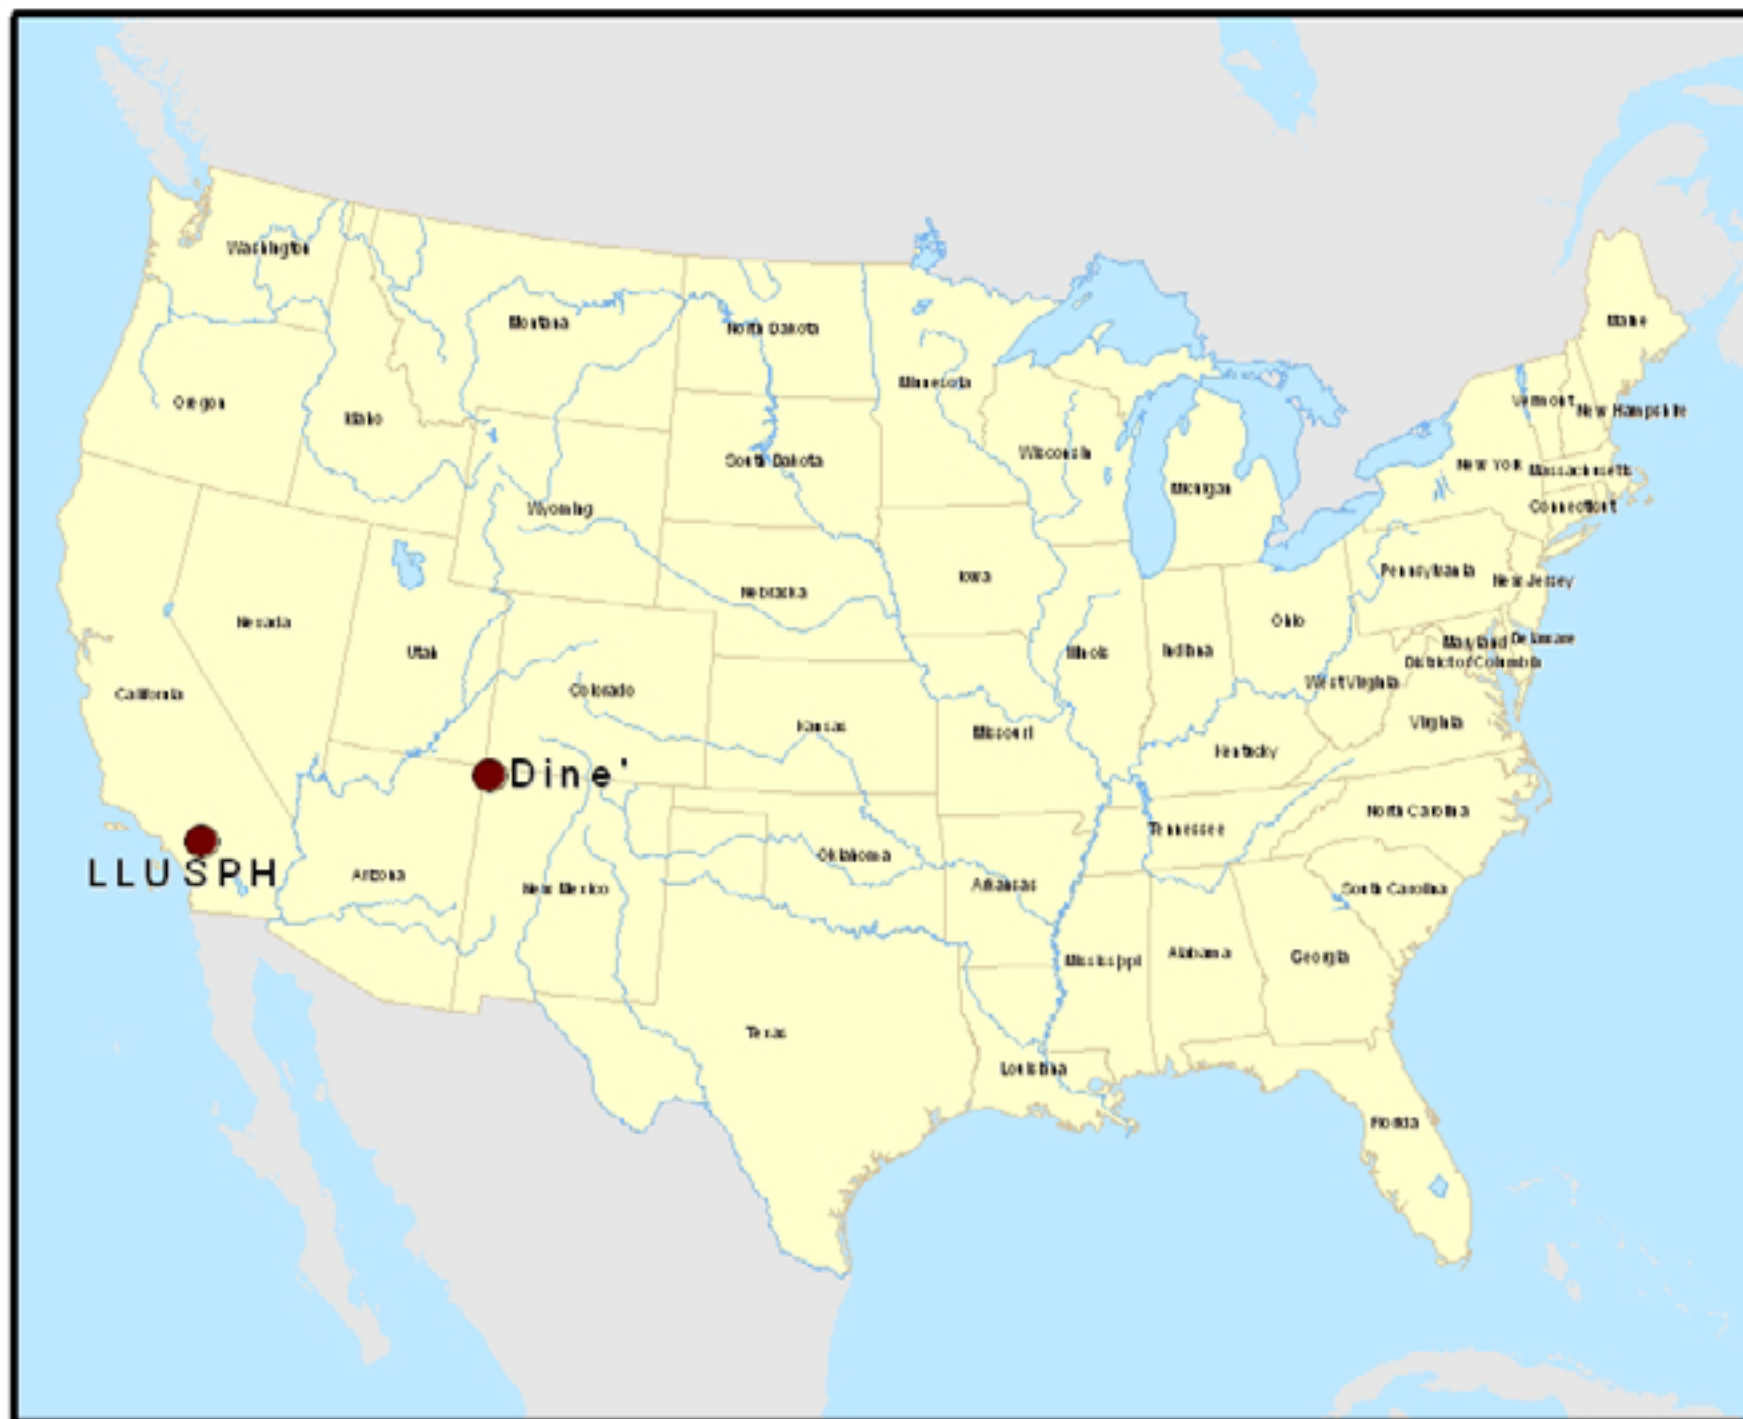 Washington
Montana
North Dakota
Maine
Minnesota
Oregon
Idaho
Vermont
New Hampshire
Wisconsin
South Dakota
New York
Massachusetts
Michigan
Wyoming
Connecticut
Iowa
Pennsylvania
New Jersey
Nebraska
Nevada
Ohio
Utah
Illinois
Indiana
Maryland
Delaware
District of Columbia
West Virginia
California
Colorado
Kansas
Missouri
Virginia
Kentucky
Dine'
North Carolina
Tennessee
LLUSPH
Arizona
New Mexico
Oklahoma
Arkansas
South Carolina
Mississippi
Alabama
Georgia
Texas
Louisiana
Florida